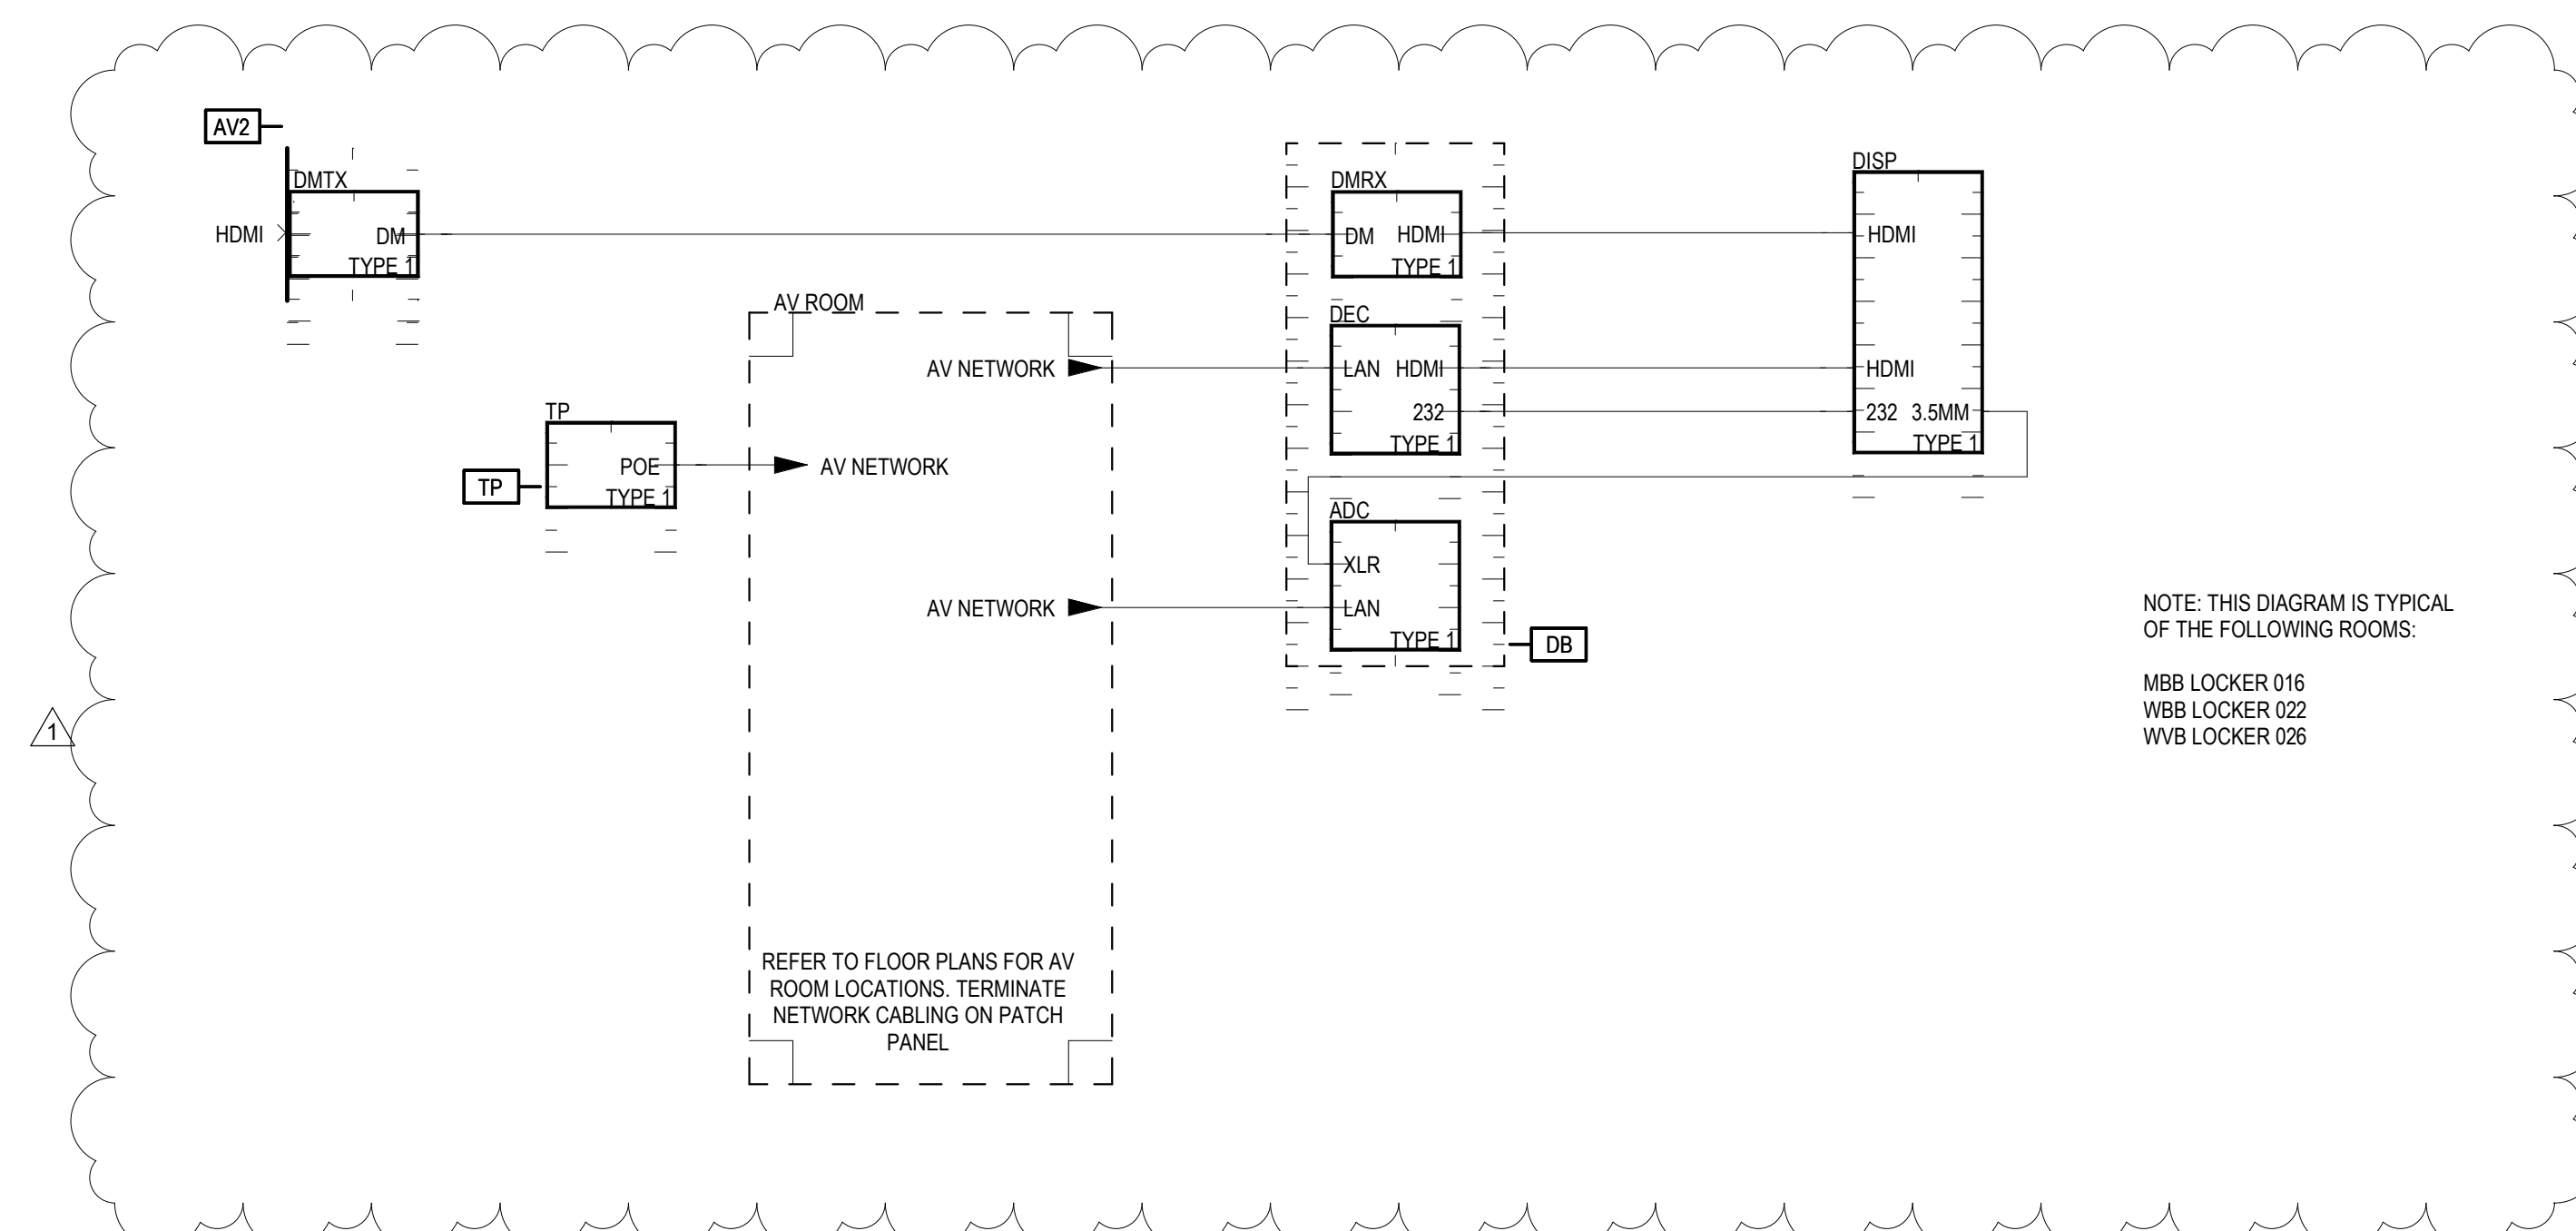 AV2
DMTX
HDMI
DM
TYPE 1
DMRX
DM HDMI
TYPE 1
DISP
HDMI
HDMI
232 3.5MM
TYPE 1
AV ROOM
AV NETWORK
DEC
LAN HDMI
232
TYPE 1
TP
POE
TYPE 1
TP
AV NETWORK
ADC
XLR
LAN
TYPE 1
AV NETWORK
DB
NOTE: THIS DIAGRAM IS TYPICAL
OF THE FOLLOWING ROOMS:
MBB LOCKER 016
WBB LOCKER 022
WVB LOCKER 026
1
REFER TO FLOOR PLANS FOR AV
ROOM LOCATIONS. TERMINATE
NETWORK CABLING ON PATCH
PANEL